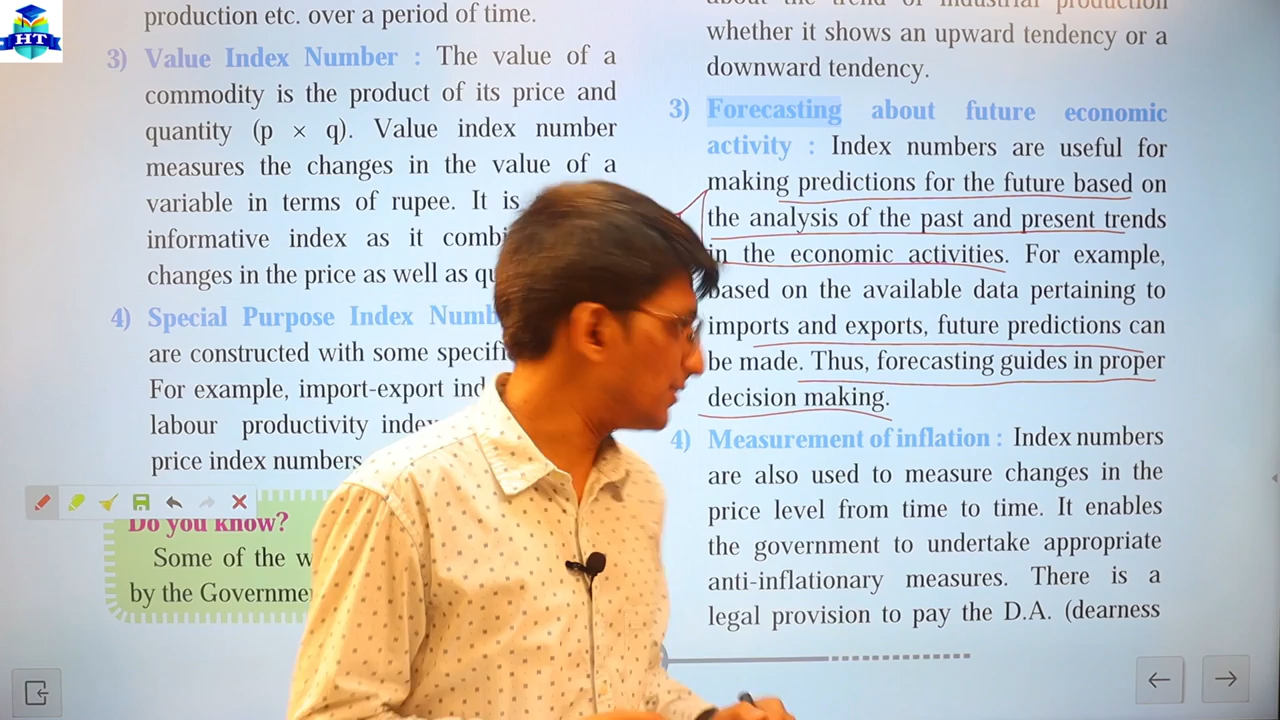 HT
production etc. over a period of time.
3) Value Index Number : The value of a
commodity is the product of its price and
quantity (p × q). Value index number
measures the changes in the value of a
variable in terms of rupee. It is
informative index as it
changes in the price as well as
4) Special Purpose Index
are constructed with some
For example, import-export
labour productivity
price index numbers
Do you know?
Some of the
by the
about the trend of industrial production
whether it shows an upward tendency or a
downward tendency.
3) Forecasting about future economic
activity : Index numbers are useful for
making predictions for the future based on
the analysis of the past and present trends
in the economic activities. For example,
based on the available data pertaining to
imports and exports, future predictions can
be made. Thus, forecasting guides in proper
decision making.
4) Measurement of inflation : Index numbers
are also used to measure changes in the
price level from time to time. It enables
the government to undertake appropriate
anti-inflationary measures. There is a
legal provision to pay the D.A. (dearness